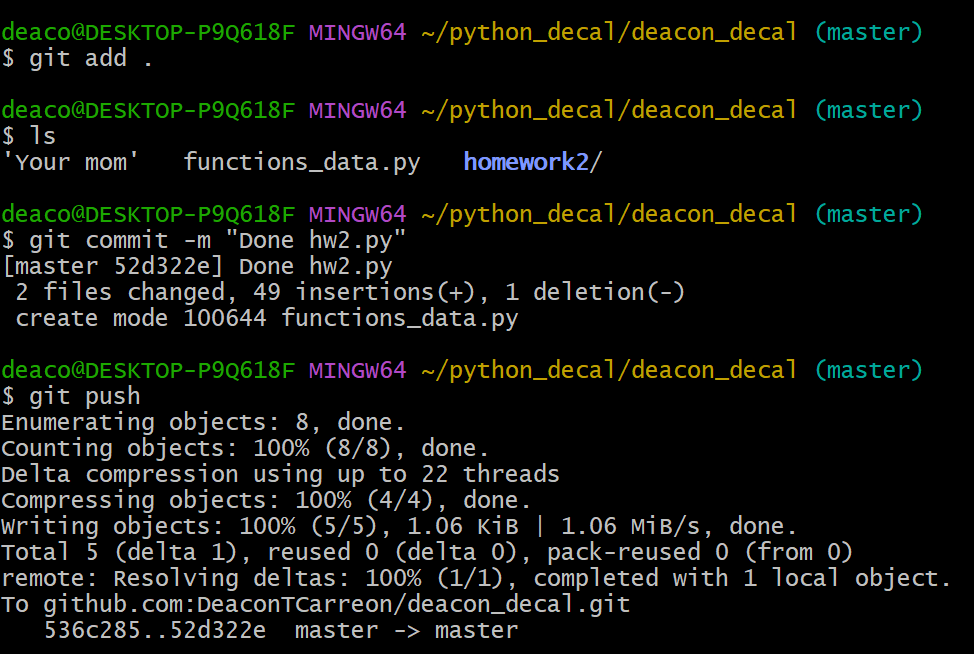 deaco@DESKTOP-P9Q618F MINGW64 ~/python_decal/deacon_decal (master)
$ git add .
deaco@DESKTOP-P9Q618F MINGW64 ~/python_decal/deacon_decal (master)
$ ls
'Your mom'   functions_data.py   homework2/
deaco@DESKTOP-P9Q618F MINGW64 ~/python_decal/deacon_decal (master)
$ git commit -m "Done hw2.py"
[master 52d322e] Done hw2.py
 2 files changed, 49 insertions(+), 1 deletion(-)
 create mode 100644 functions_data.py
deaco@DESKTOP-P9Q618F MINGW64 ~/python_decal/deacon_decal (master)
$ git push
Enumerating objects: 8, done.
Counting objects: 100% (8/8), done.
Delta compression using up to 22 threads
Compressing objects: 100% (4/4), done.
Writing objects: 100% (5/5), 1.06 KiB | 1.06 MiB/s, done.
Total 5 (delta 1), reused 0 (delta 0), pack-reused 0 (from 0)
remote: Resolving deltas: 100% (1/1), completed with 1 local object.
To github.com:DeaconTCarreon/deacon_decal.git
   536c285..52d322e  master -> master